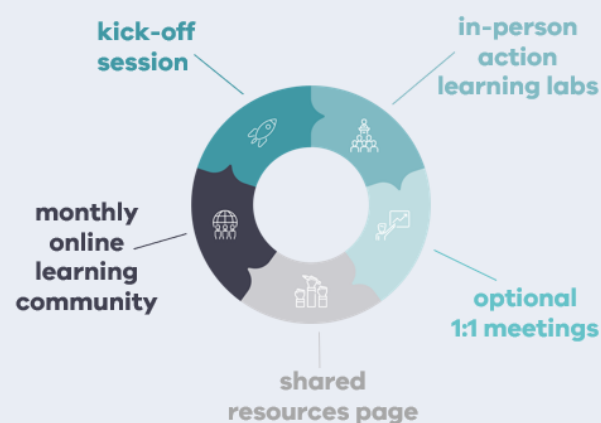 kick-off
session
in-person
action
learning labs
monthly
online
learning
community
optional
1:1 meetings
shared
resources page